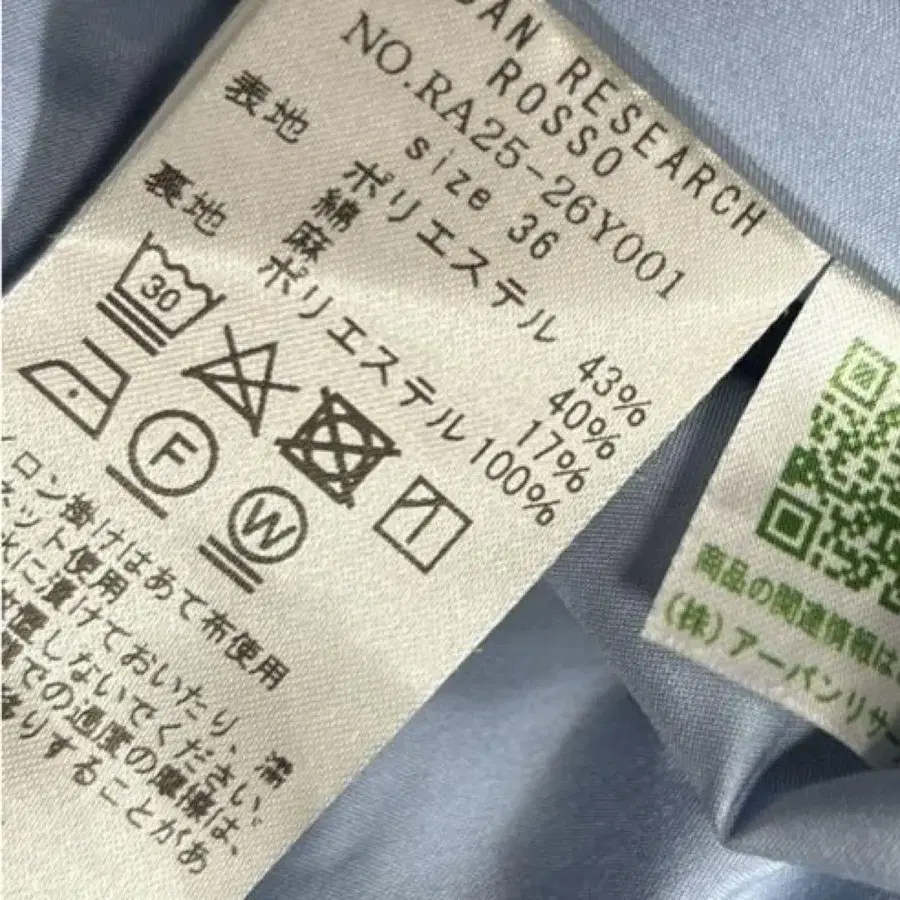 BAN RESEARCH
ROSSO
NO.RA25-26Y001
size 36
表地 ポリエステル 43%
綿 40%
麻 17%
裏地 ポリエステル 100%
30
F
W
ロン掛けはあて布使用
ネット使用
水に漬けておいたり、濡
放置しないでください。
での過度の摩擦は、
移りすることがあ
商品の関連情報は
(株)アーバンリサ